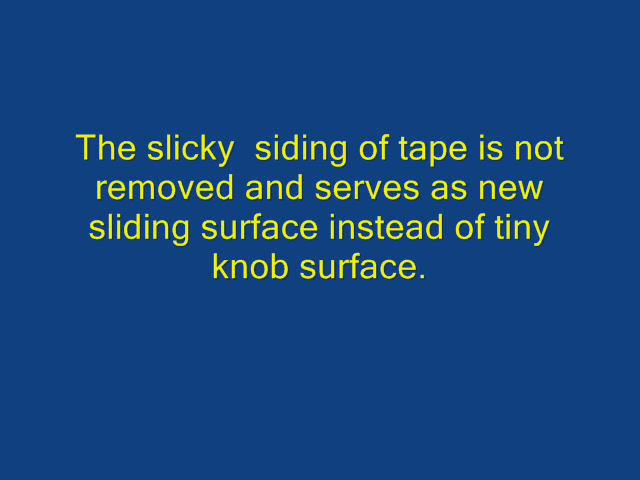 The slicky  siding of tape is not
removed and serves as new
sliding surface instead of tiny
knob surface.